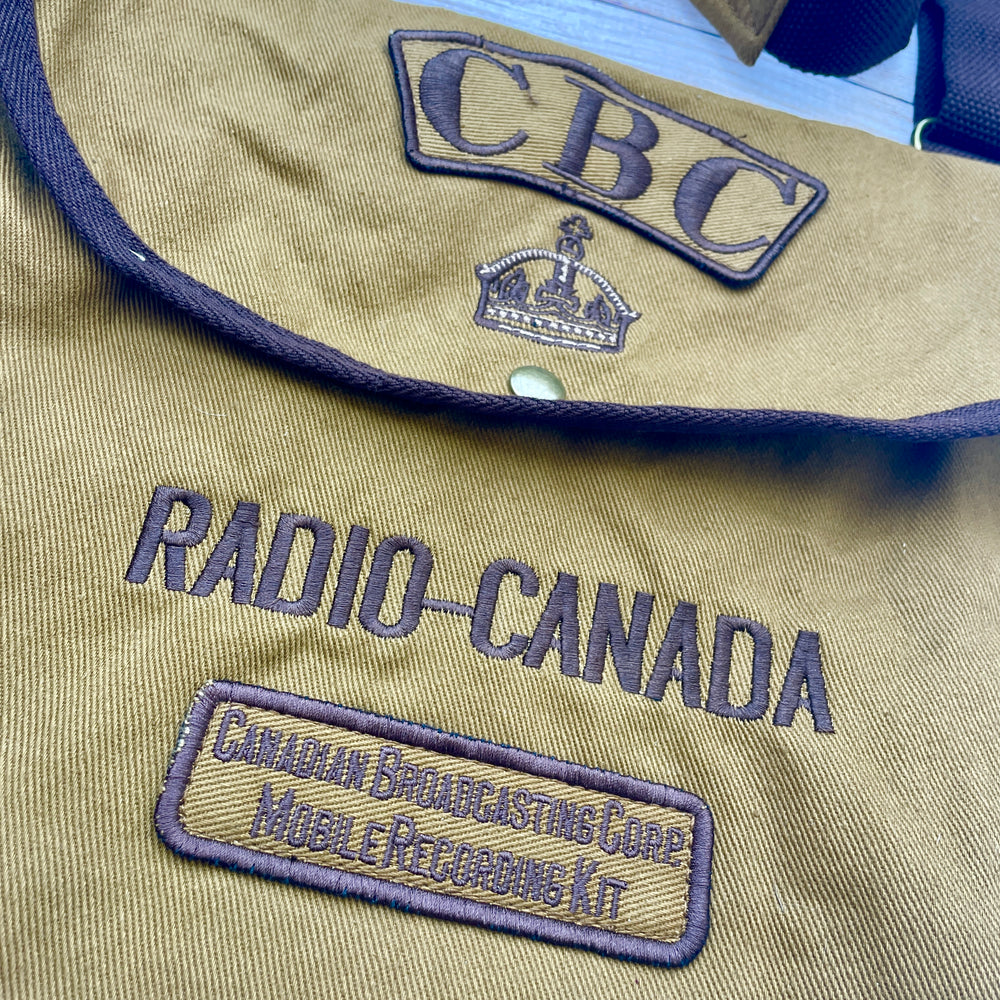 CBC
RADIO-CANADA
CANADIAN BROADCASTING CORP.
MOBILE RECORDING KIT